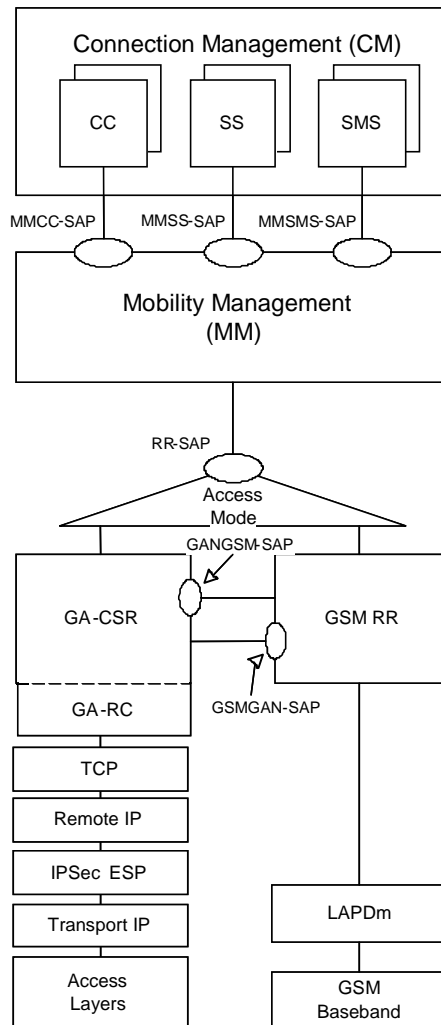 Connection Management (CM)
CC
SS
SMS
MMCC-SAP
MMSS-SAP
MMSMS-SAP
Mobility Management
(MM)
RR-SAP
Access
Mode
GANGSM-SAP
GA-CSR
GSM RR
GA-RC
GSMGAN-SAP
TCP
Remote IP
IPSec ESP
Transport IP
LAPDm
Access
Layers
GSM
Baseband